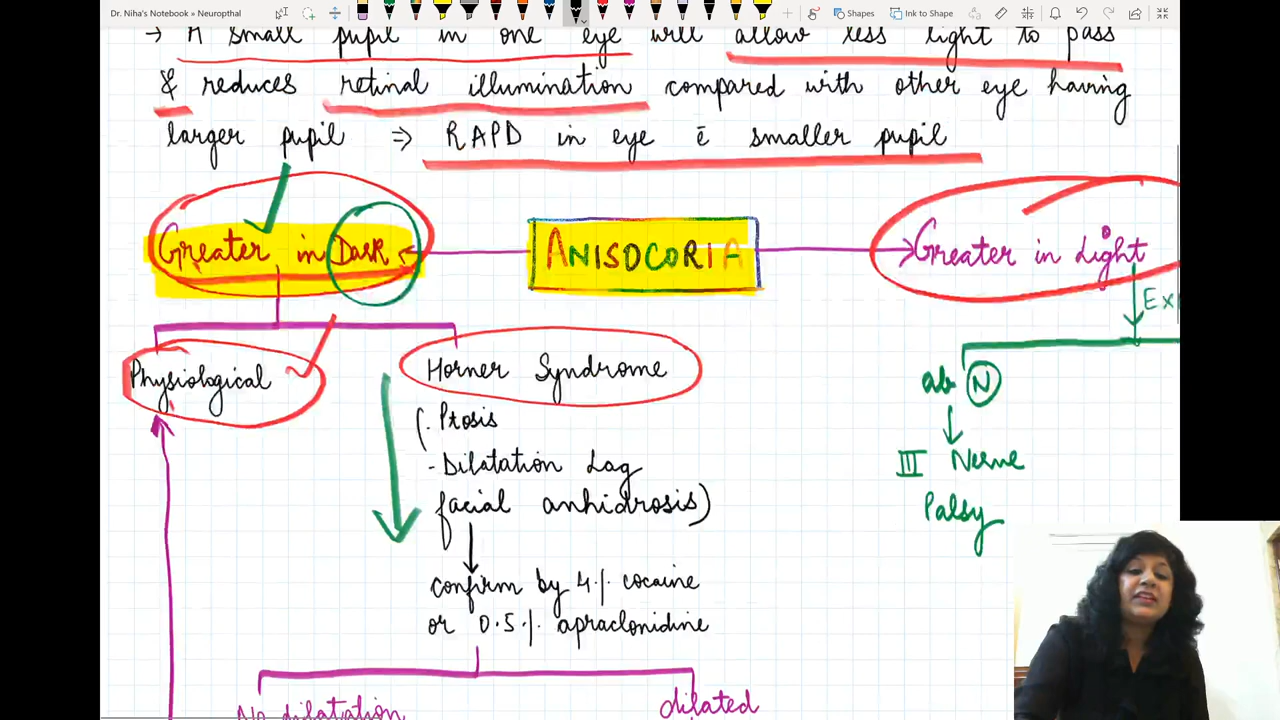 Dr. Niha's Notebook » Neuropthal
Shapes
Ink to Shape
→ A small pupil in one eye will allow less light to pass
& reduces retinal illumination compared with other eye having
larger pupil ⇒ RAPD in eye c̄ smaller pupil
Greater in Dark ← ANISOCORIA → Greater in Light
Ex
Physiological
Horner Syndrome
(. Ptosis
- Dilatation Lag
facial anhidrosis)
↓
confirm by 4% cocaine
or 0.5% apraclonidine
No dilatation
dilated
ab N
↓
III Nerve
Palsy